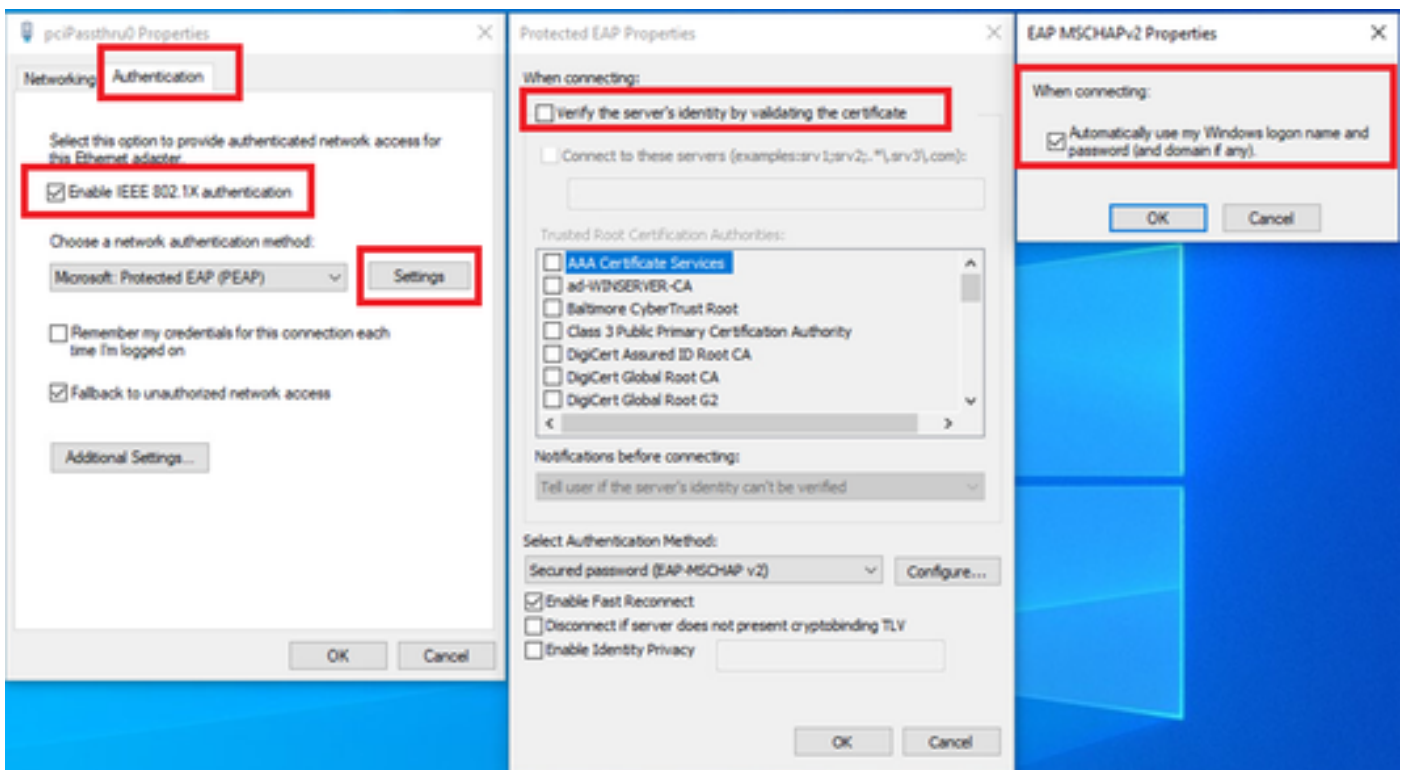 pciPassthru0 Properties
Networking
Authentication
Select this option to provide authenticated network access for
this Ethernet adapter.
Enable IEEE 802.1X authentication
Choose a network authentication method:
Microsoft: Protected EAP (PEAP)
Settings
Remember my credentials for this connection each
time I'm logged on
Fallback to unauthorized network access
Additional Settings...
OK
Cancel
Protected EAP Properties
When connecting:
Verify the server's identity by validating the certificate
Connect to these servers (examples:srv1;srv2;.*\.srv3\.com):
Trusted Root Certification Authorities:
AAA Certificate Services
ad-WINSERVER-CA
Baltimore CyberTrust Root
Class 3 Public Primary Certification Authority
DigiCert Assured ID Root CA
DigiCert Global Root CA
DigiCert Global Root G2
Notifications before connecting:
Tell user if the server's identity can't be verified
Select Authentication Method:
Secured password (EAP-MSCHAP v2)
Configure...
Enable Fast Reconnect
Disconnect if server does not present cryptobinding TLV
Enable Identity Privacy
OK
Cancel
EAP MSCHAPv2 Properties
When connecting:
Automatically use my Windows logon name and
password (and domain if any).
OK
Cancel